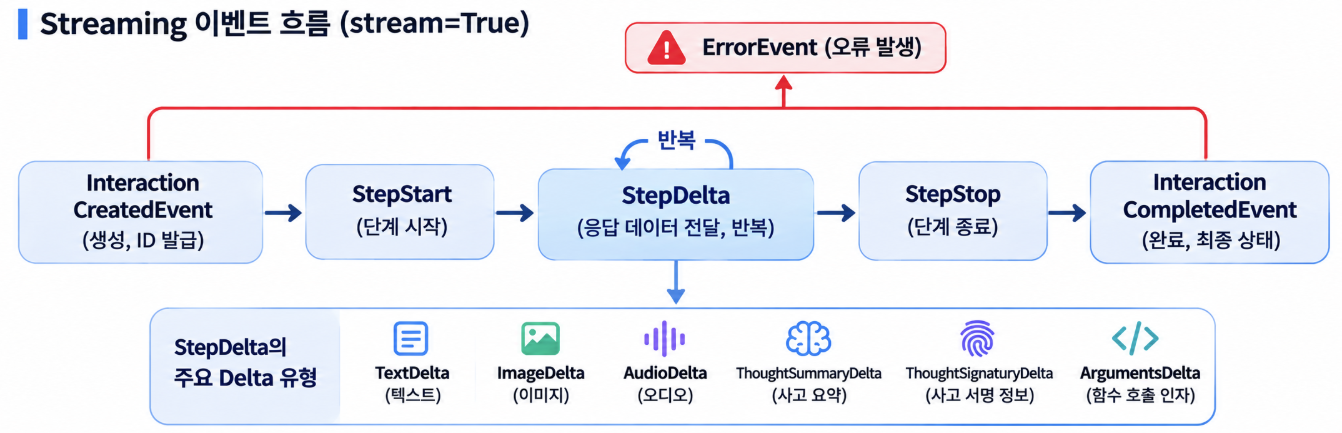 Streaming 이벤트 흐름 (stream=True)
ErrorEvent (오류 발생)
반복
Interaction
CreatedEvent
(생성, ID 발급)
StepStart
(단계 시작)
StepDelta
(응답 데이터 전달, 반복)
StepStop
(단계 종료)
Interaction
CompletedEvent
(완료, 최종 상태)
StepDelta의
주요 Delta 유형
TextDelta
(텍스트)
ImageDelta
(이미지)
AudioDelta
(오디오)
ThoughtSummaryDelta
(사고 요약)
ThoughtSignaturyDelta
(사고 서명 정보)
ArgumentsDelta
(함수 호출 인자)